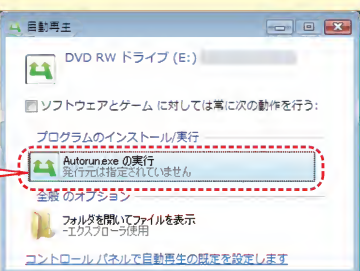 自動再生
DVD RW ドライブ (E:)
ソフトウェアとゲーム に対しては常に次の動作を行う:
プログラムのインストール/実行
Autorun.exe の実行
発行元は指定されていません
全般 のオプション
フォルダを開いてファイルを表示
-エクスプローラ使用
コントロール パネルで自動再生の既定を設定します